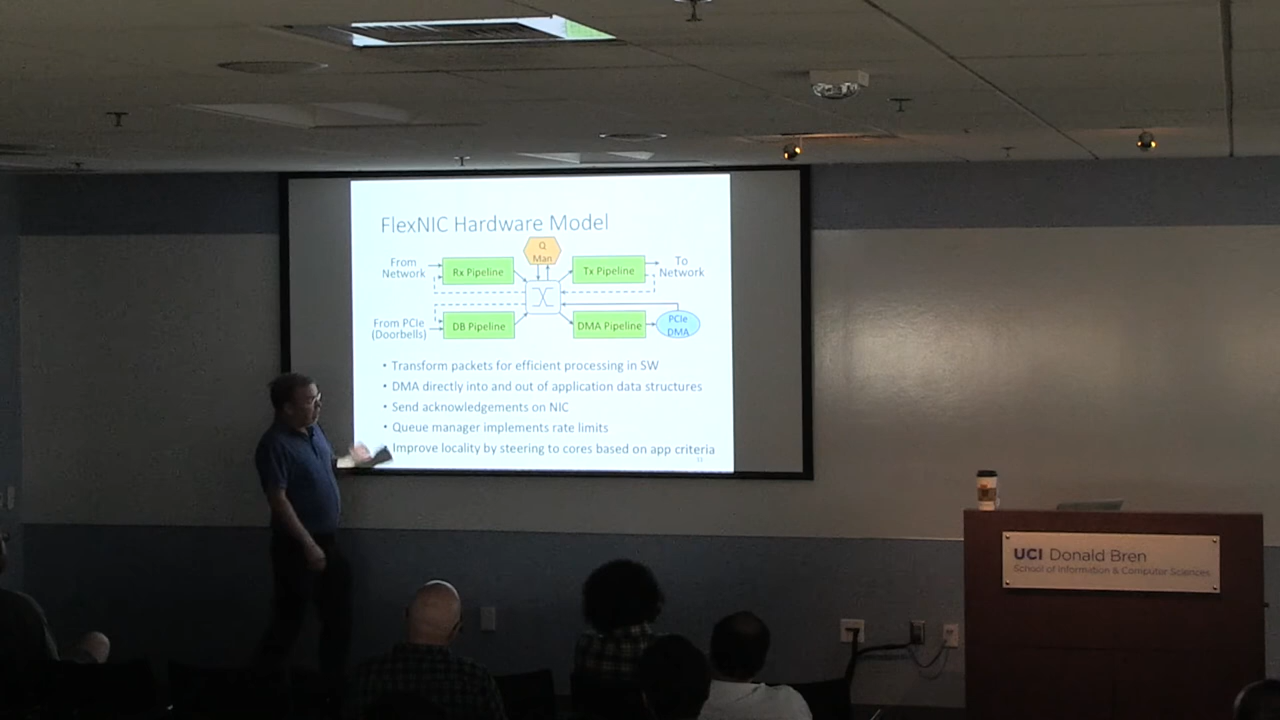 FlexNIC Hardware Model
Q
Man
From
Network
Rx Pipeline
Tx Pipeline
To
Network
From PCIe
(Doorbells)
DB Pipeline
DMA Pipeline
PCIe
DMA
• Transform packets for efficient processing in SW
• DMA directly into and out of application data structures
• Send acknowledgements on NIC
• Queue manager implements rate limits
Improve locality by steering to cores based on app criteria
UCI Donald Bren
School of Information & Computer Sciences